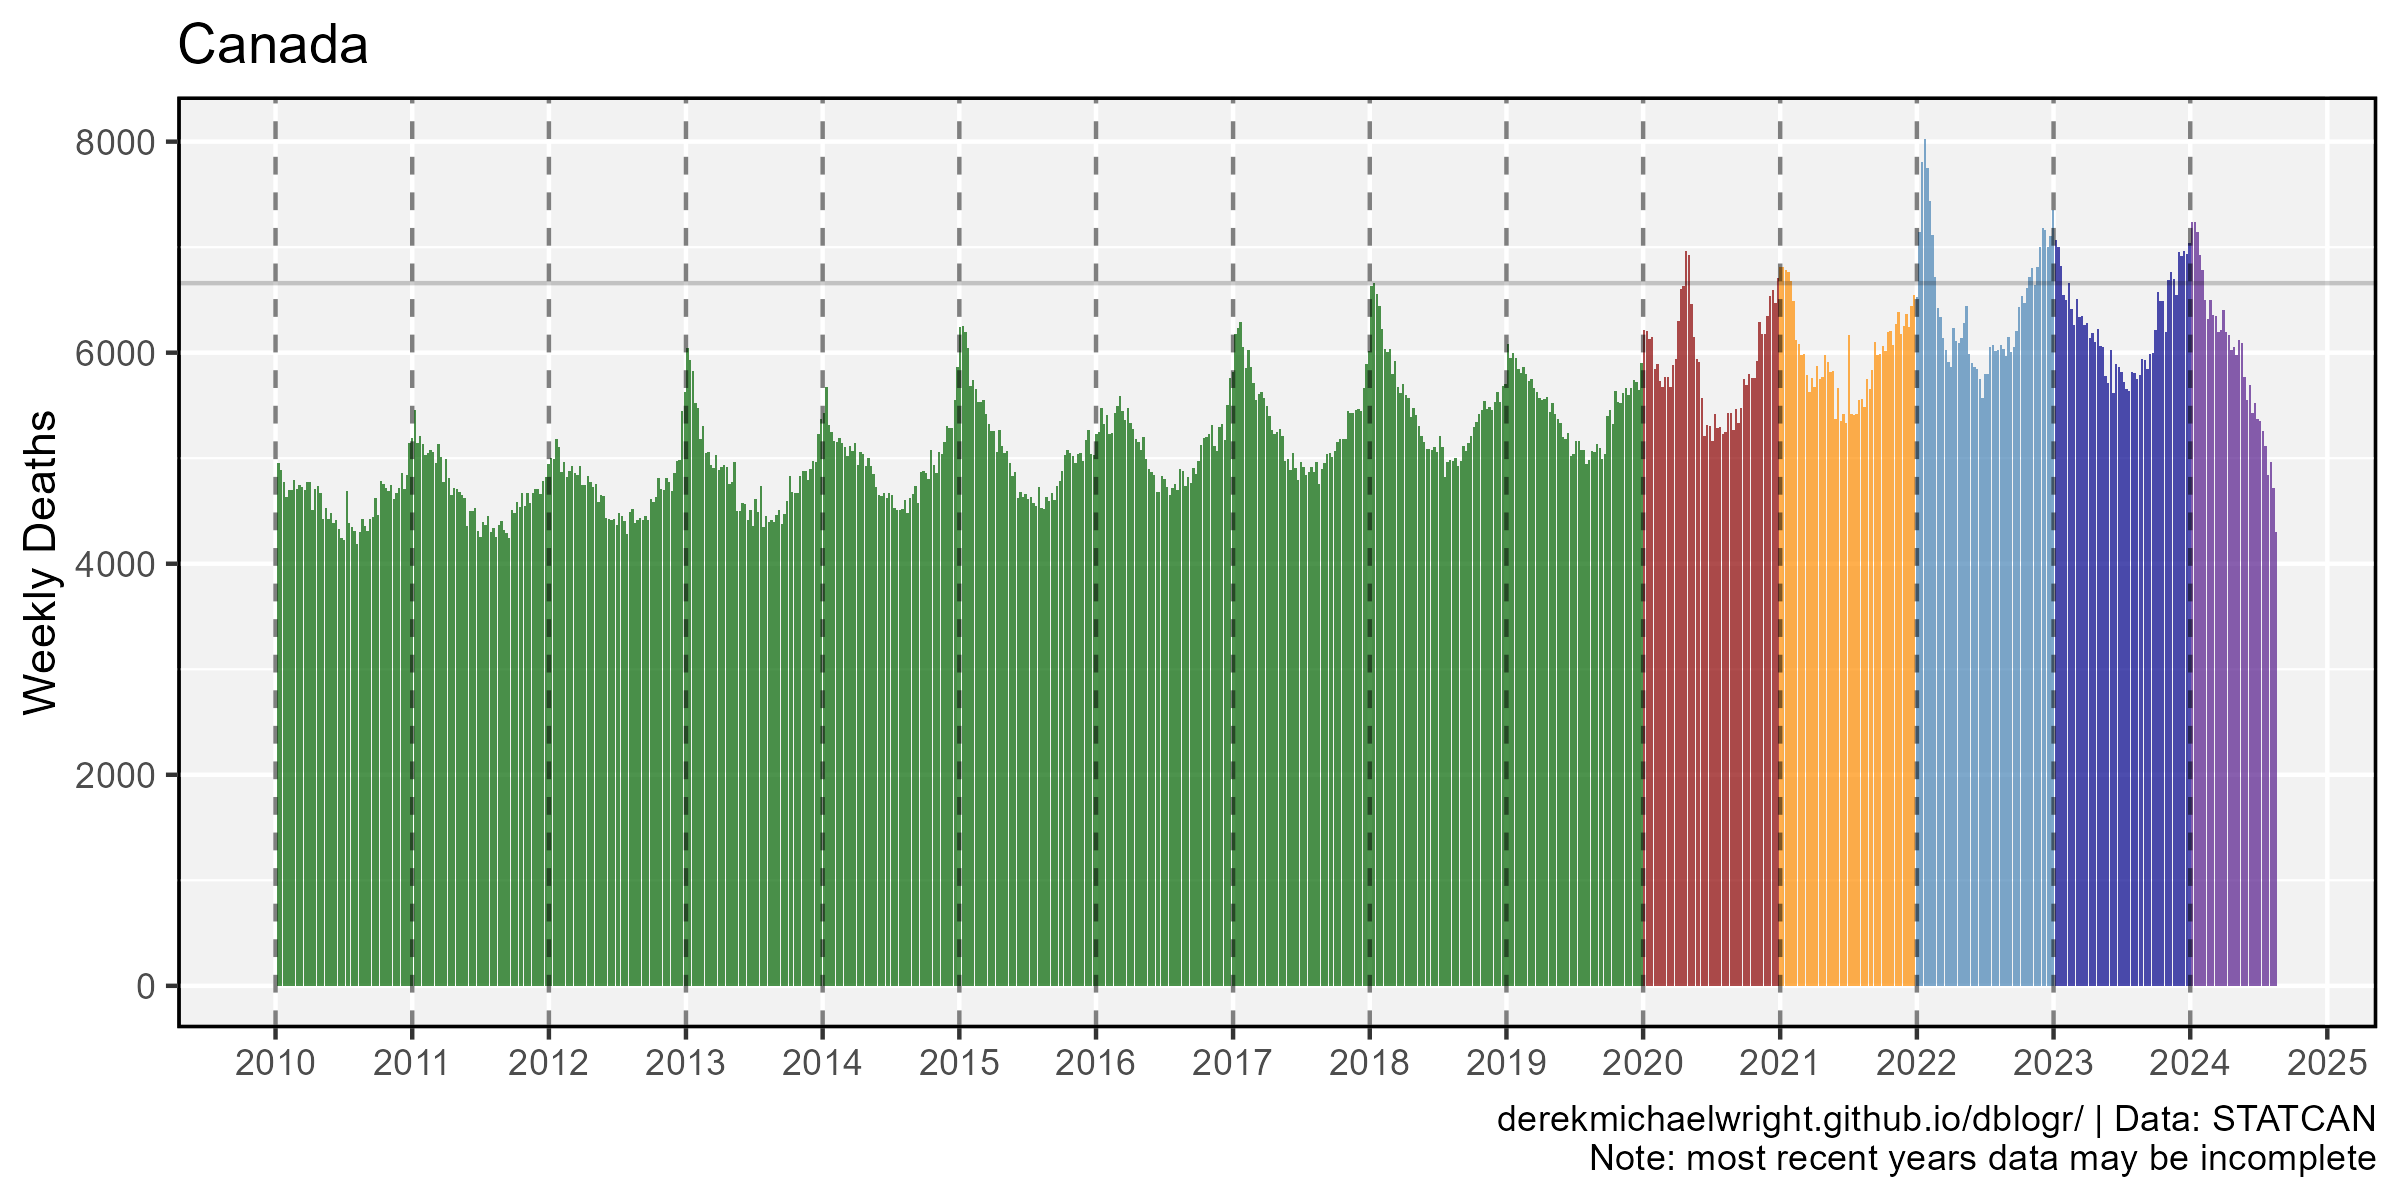 Canada
Weekly Deaths
8000
6000
4000
2000
0
2010 2011 2012 2013 2014 2015 2016 2017 2018 2019 2020 2021 2022 2023 2024 2025
derekmichaelwright.github.io/dblogr/ | Data: STATCAN
Note: most recent years data may be incomplete